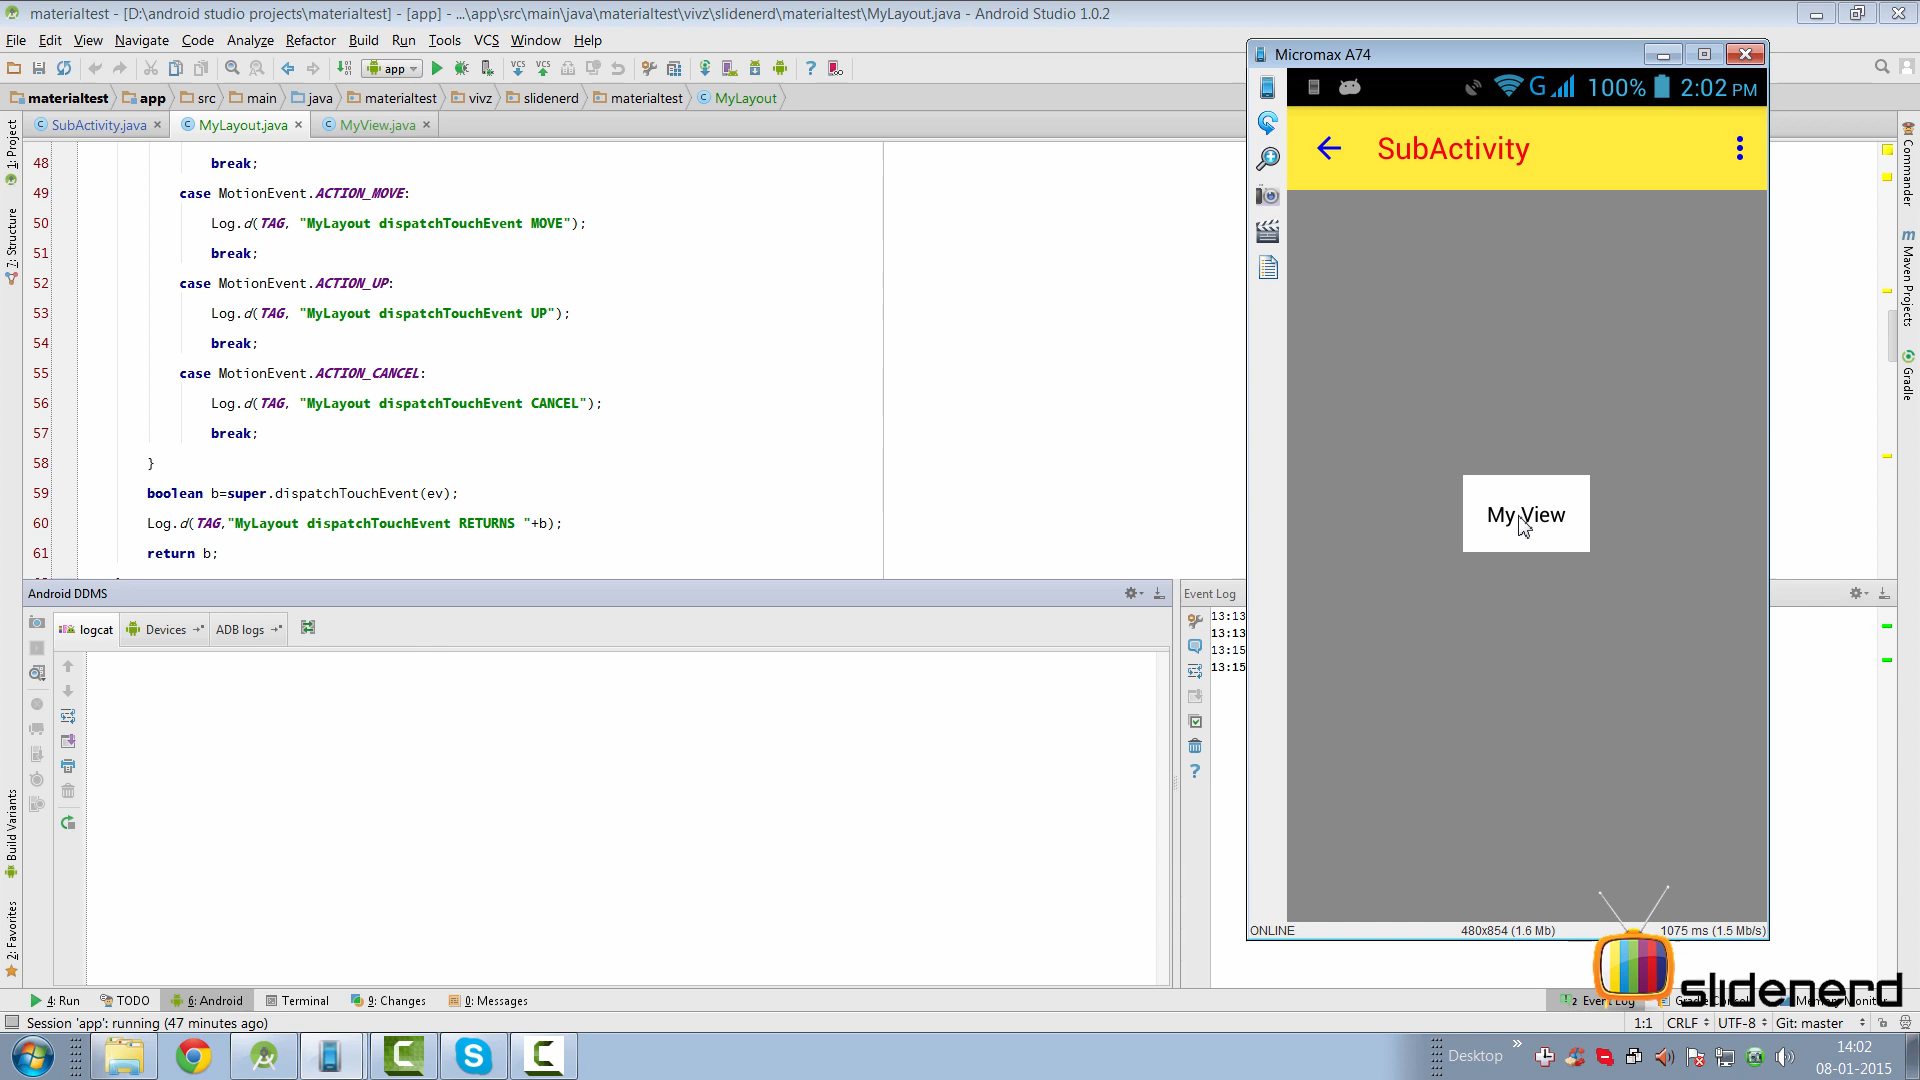 materialtest - [D:\android studio projects\materialtest] - [app] - ...\app\src\main\java\materialtest\vivz\slidenerd\materialtest\MyLayout.java - Android Studio 1.0.2
File Edit View Navigate Code Analyze Refactor Build Run Tools VCS Window Help
app
materialtest app src main java materialtest vivz slidenerd materialtest MyLayout
SubActivity.java MyLayout.java MyView.java
1: Project
7: Structure
Build Variants
2: Favorites
48 break;
49 case MotionEvent.ACTION_MOVE:
50 Log.d(TAG, "MyLayout dispatchTouchEvent MOVE");
51 break;
52 case MotionEvent.ACTION_UP:
53 Log.d(TAG, "MyLayout dispatchTouchEvent UP");
54 break;
55 case MotionEvent.ACTION_CANCEL:
56 Log.d(TAG, "MyLayout dispatchTouchEvent CANCEL");
57 break;
58 }
59 boolean b=super.dispatchTouchEvent(ev);
60 Log.d(TAG,"MyLayout dispatchTouchEvent RETURNS "+b);
61 return b;
Android DDMS
logcat Devices ADB logs
Event Log
13:13
13:13
13:15
13:15
Micromax A74
G 100% 2:02 PM
SubActivity
My View
ONLINE 480x854 (1.6 Mb) 1075 ms (1.5 Mb/s)
Commander
Maven Projects
Gradle
slidenerd
4: Run TODO 6: Android Terminal 9: Changes 0: Messages
2 Event Log
Session 'app': running (47 minutes ago)
1:1 CRLF UTF-8 Git: master
Desktop
14:02
08-01-2015